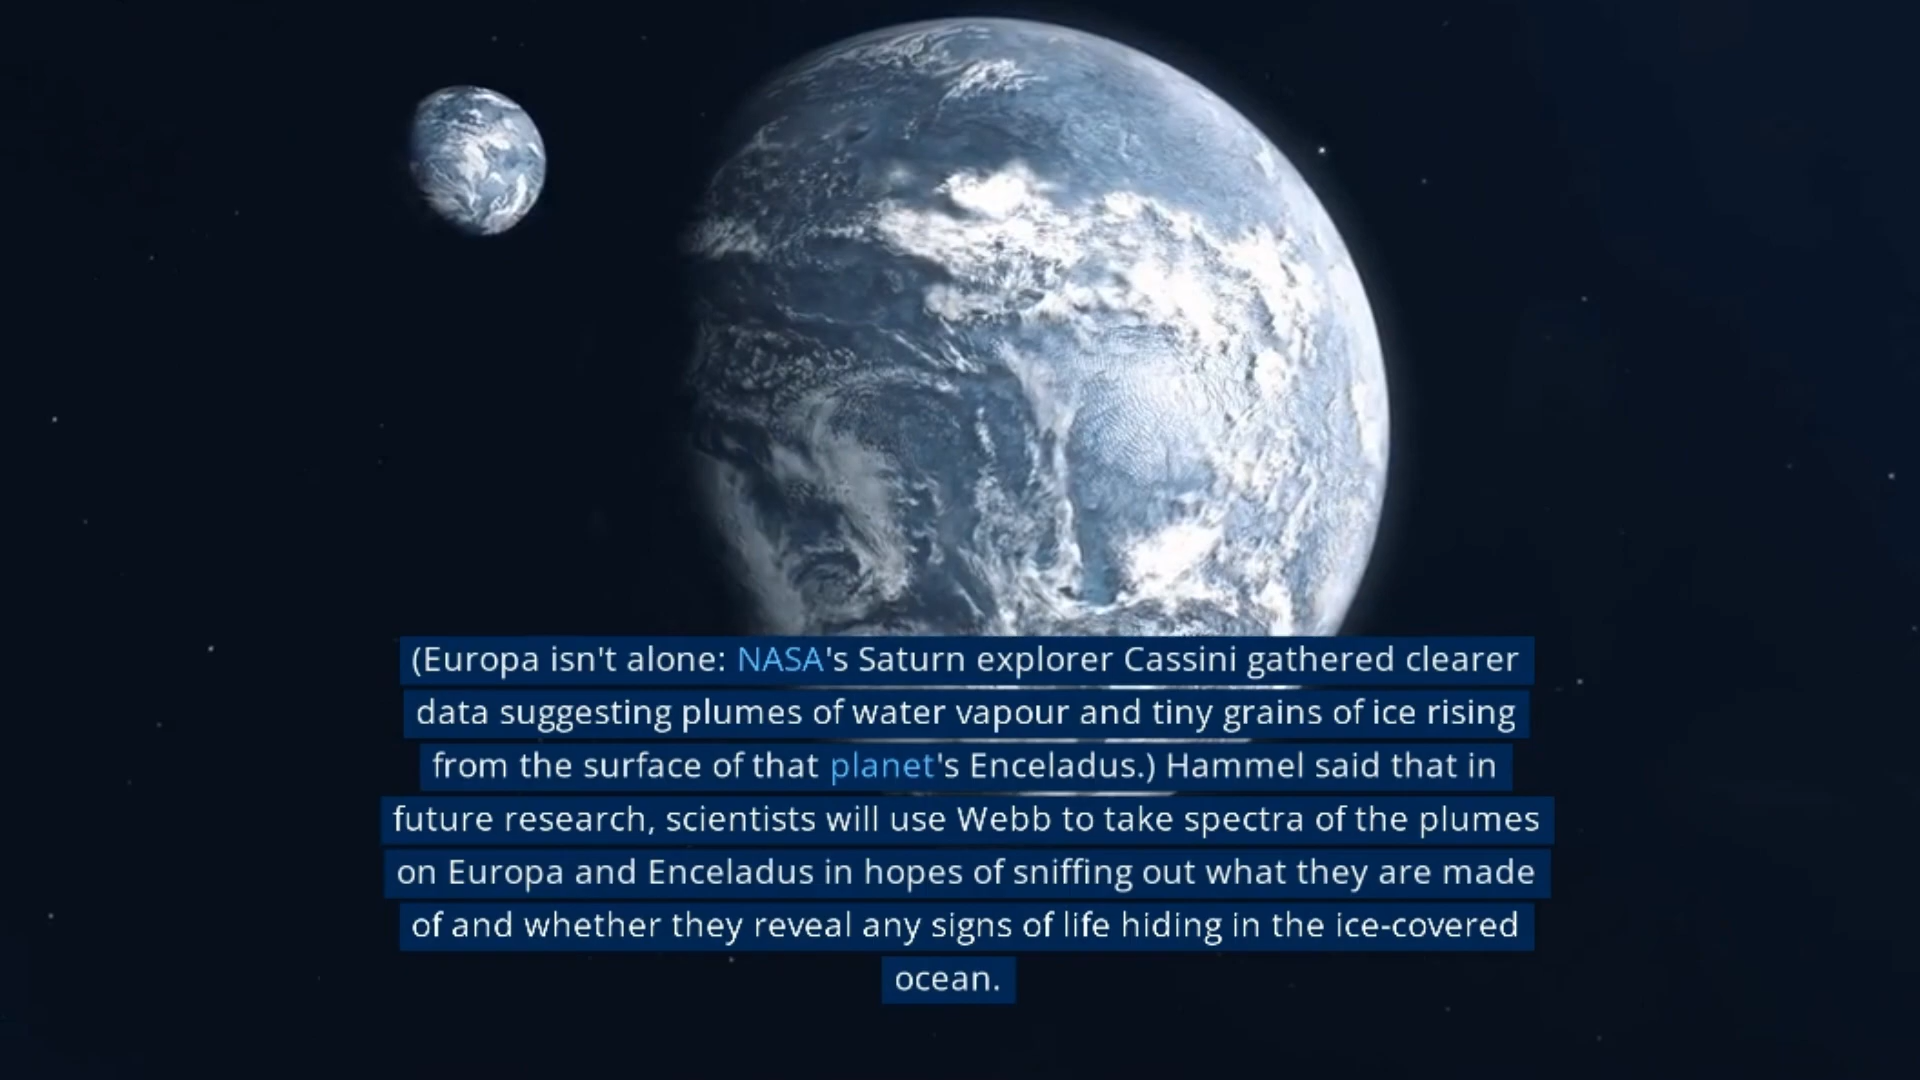 (Europa isn't alone: NASA's Saturn explorer Cassini gathered clearer
data suggesting plumes of water vapour and tiny grains of ice rising
from the surface of that planet's Enceladus.) Hammel said that in
future research, scientists will use Webb to take spectra of the plumes
on Europa and Enceladus in hopes of sniffing out what they are made
of and whether they reveal any signs of life hiding in the ice-covered
ocean.